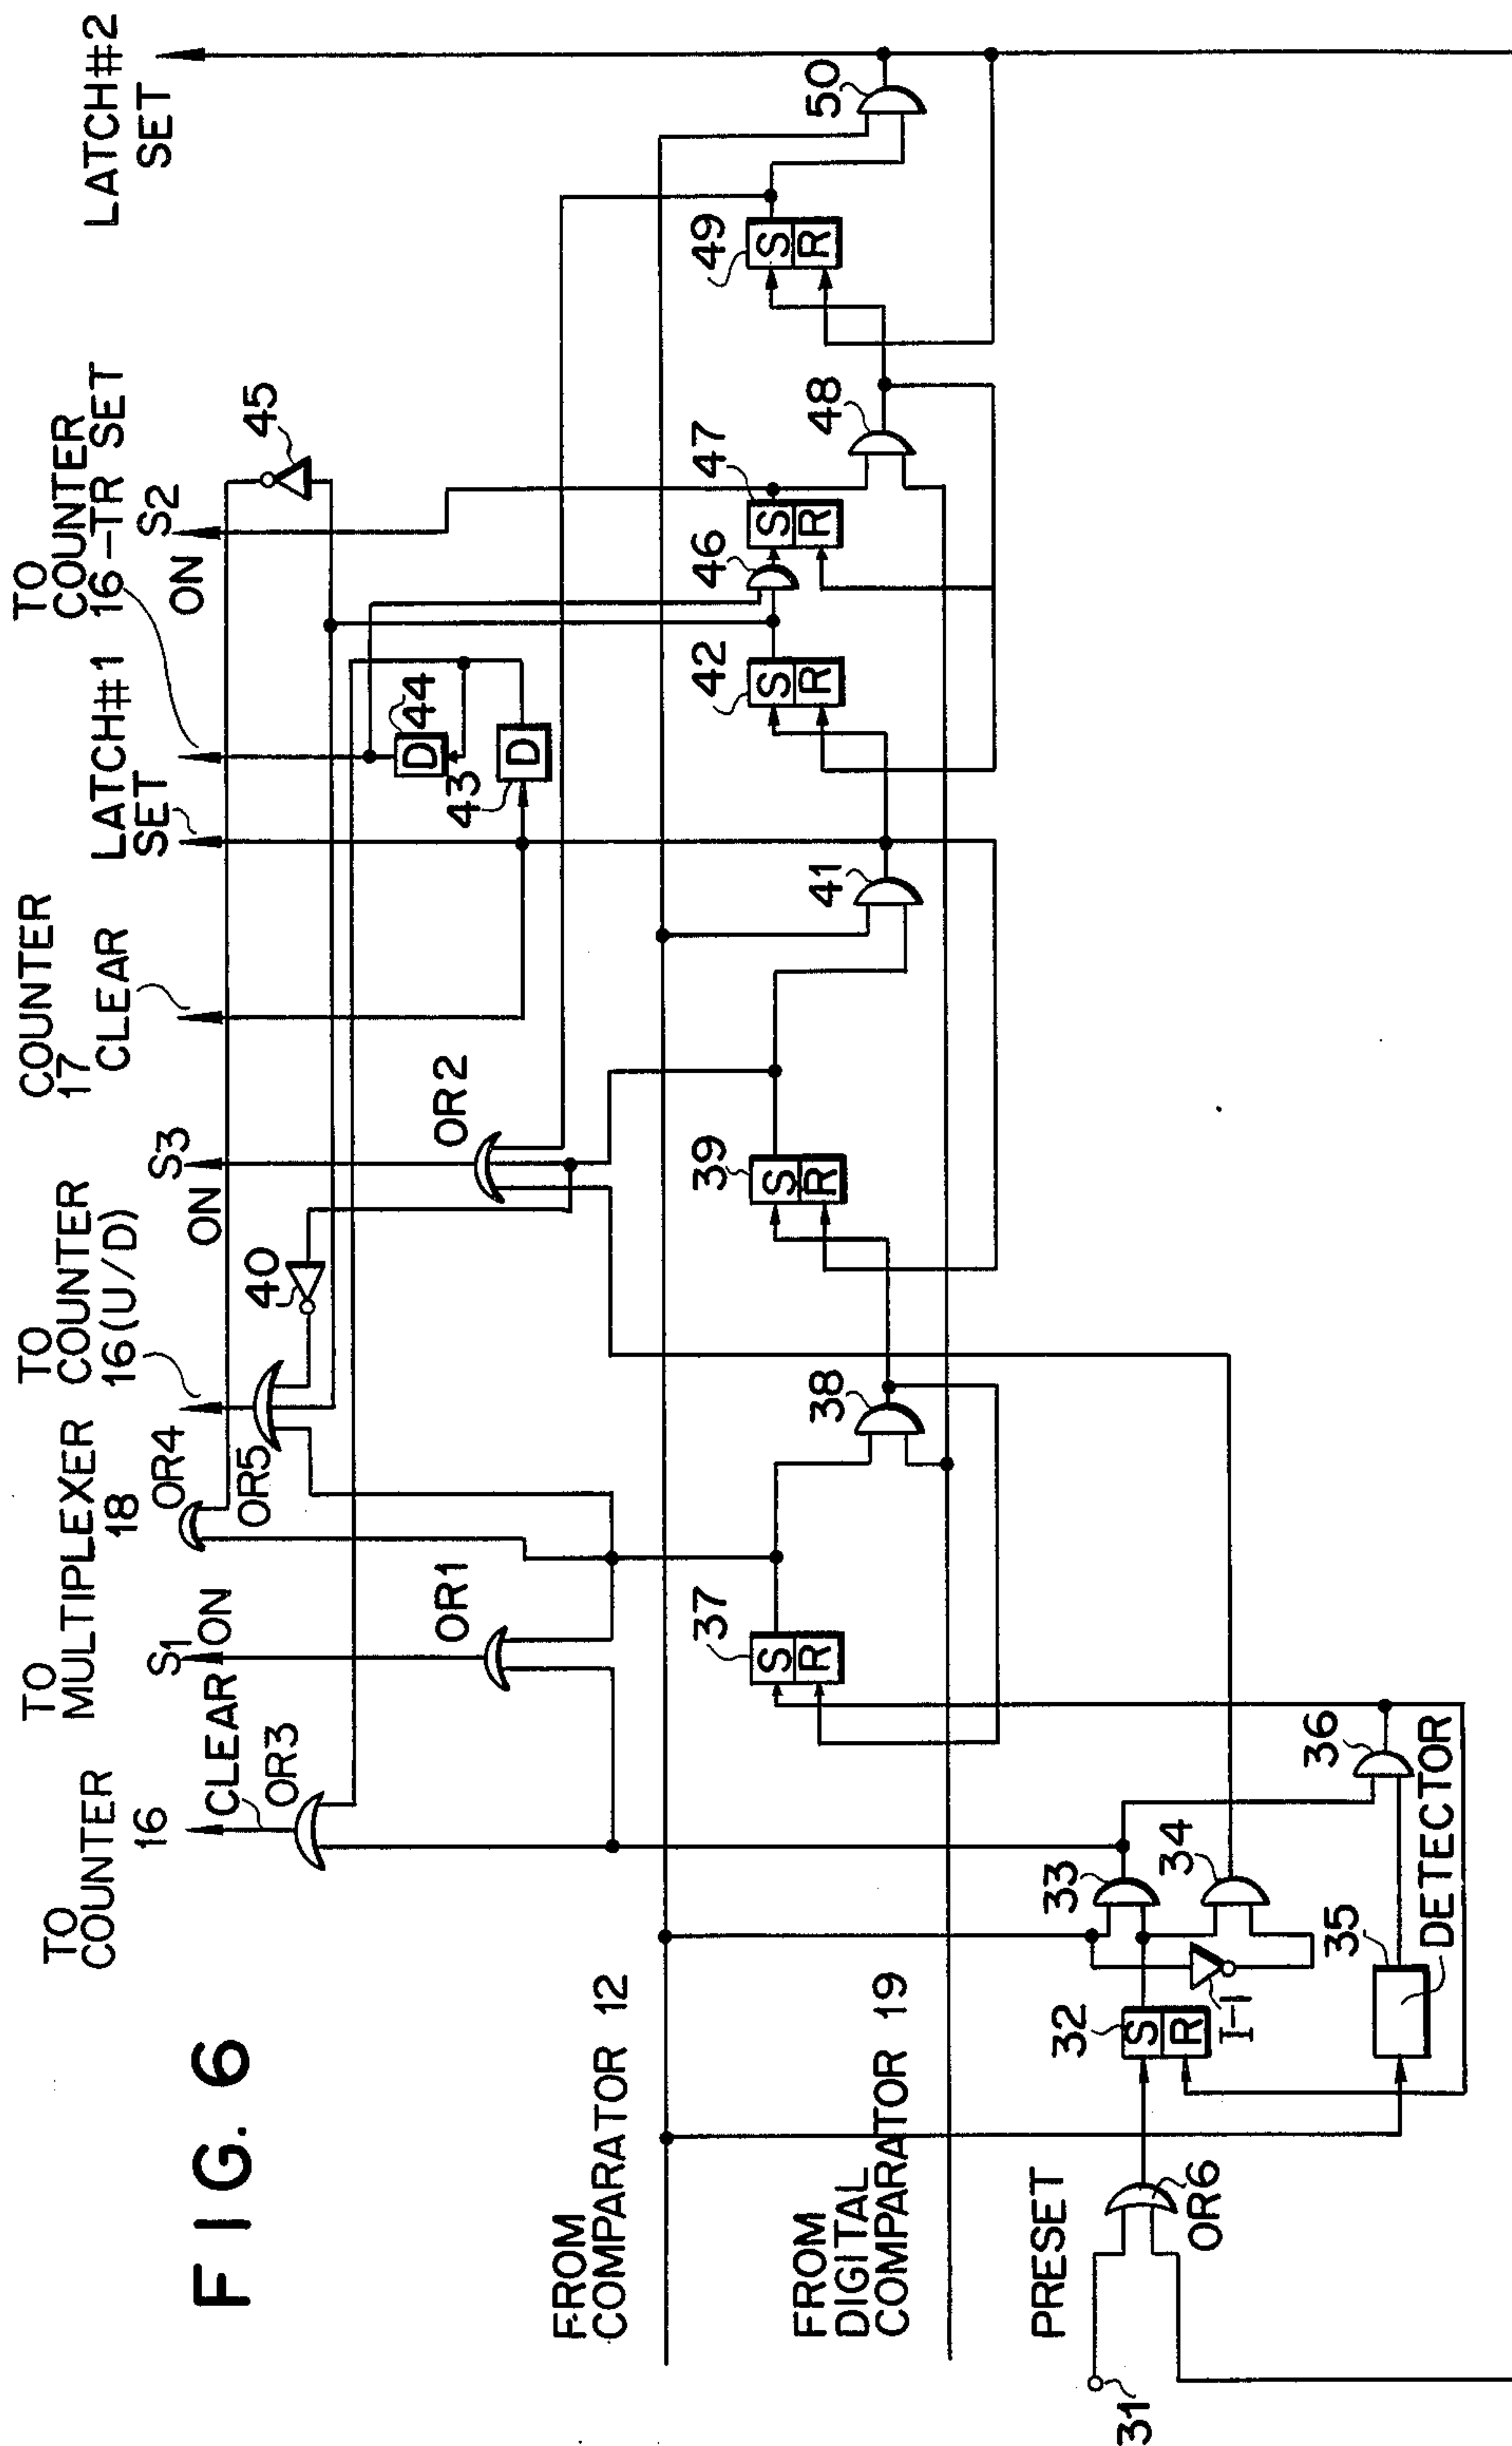 FIG. 6
TO
COUNTER
16
CLEAR
OR3
TO
MULTIPLEXER
18
S1
ON
OR4
OR1
TO
COUNTER
16(U/D)
OR5
40
S3
ON
OR2
COUNTER
17
CLEAR
LATCH#1
SET
TO
COUNTER
16-TR SET
S2
ON
D
44
D
43
45
LATCH#2
SET
FROM
COMPARATOR 12
37
S
R
38
39
S
R
41
42
S
R
46
47
S
R
48
49
S
R
50
FROM
DIGITAL
COMPARATOR 19
PRESET
31
OR6
32
S
R
I-1
33
34
35
DETECTOR
36